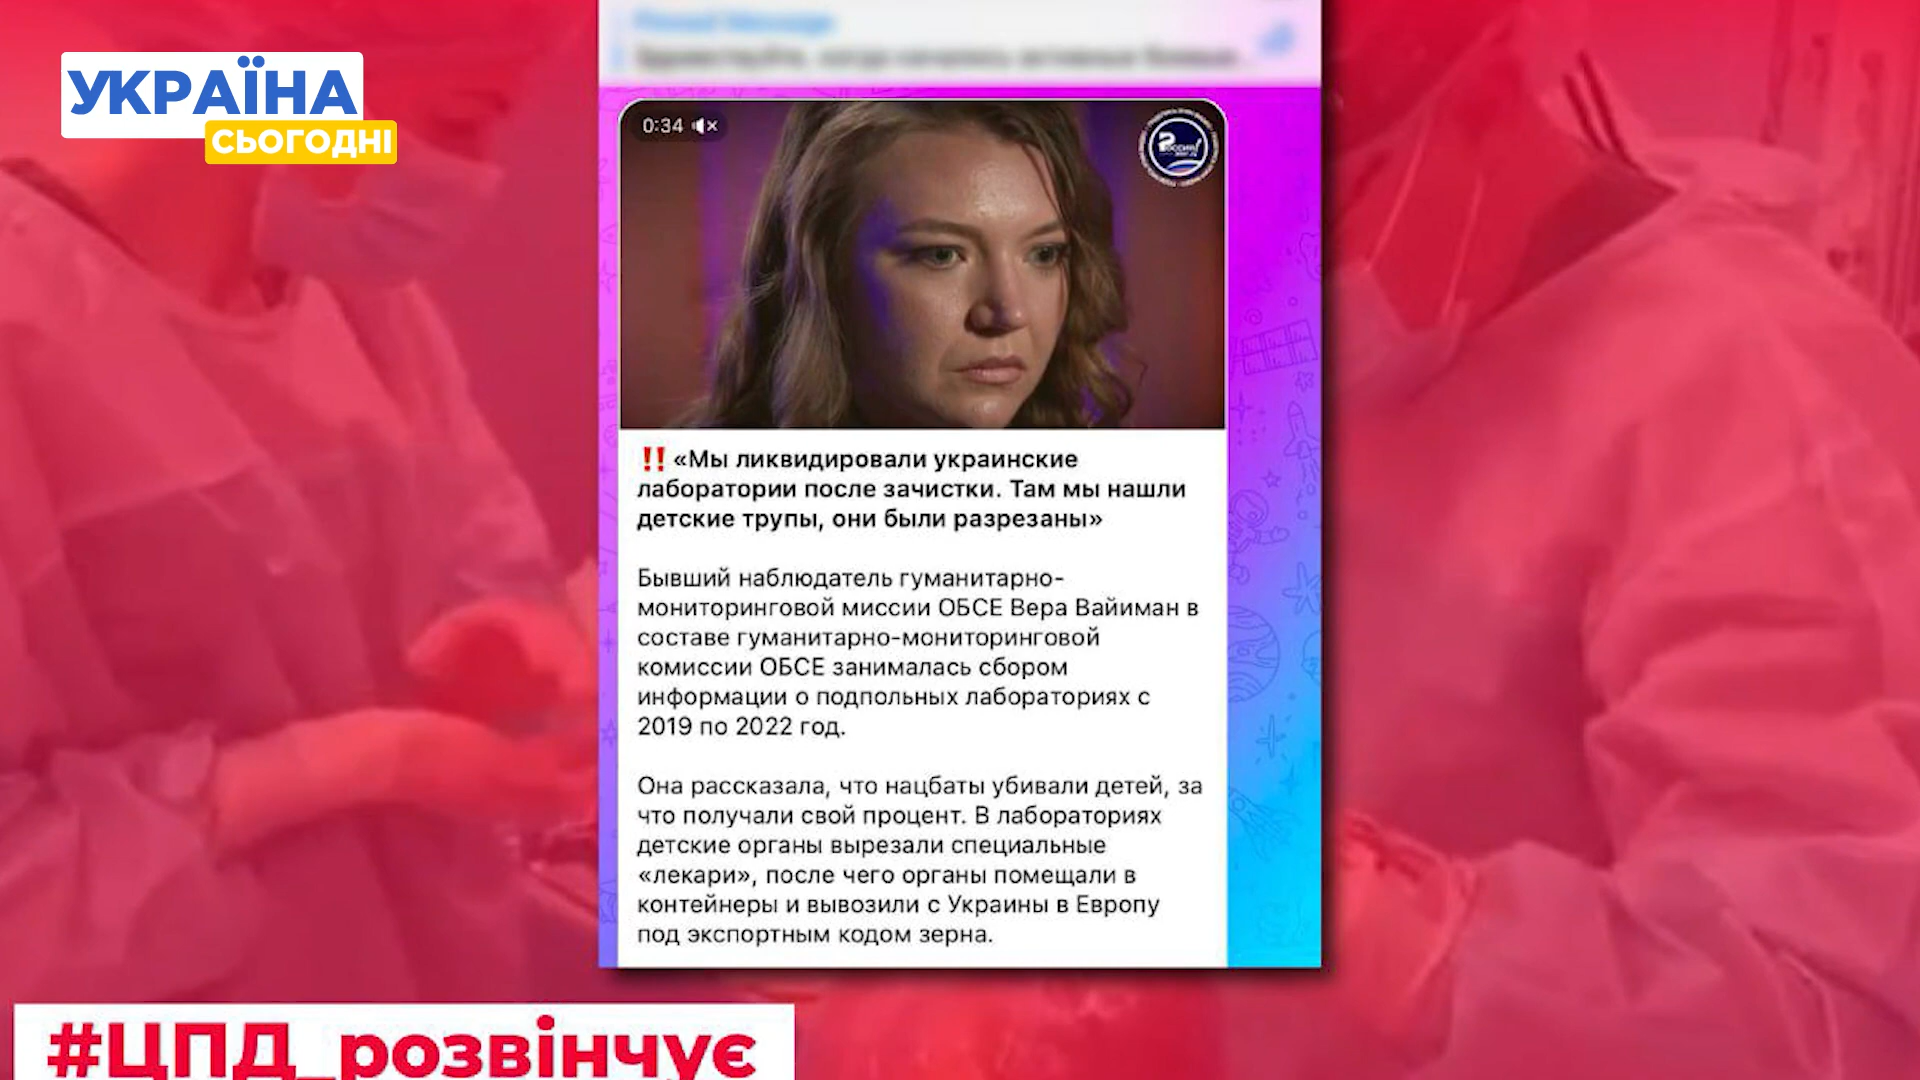 УКРАЇНА
СЬОГОДНІ
Pinned Message
0:34
‼️ «Мы ликвидировали украинские
лаборатории после зачистки. Там мы нашли
детские трупы, они были разрезаны»
Бывший наблюдатель гуманитарно-
мониторинговой миссии ОБСЕ Вера Вайиман в
составе гуманитарно-мониторинговой
комиссии ОБСЕ занималась сбором
информации о подпольных лабораториях с
2019 по 2022 год.
Она рассказала, что нацбаты убивали детей, за
что получали свой процент. В лабораториях
детские органы вырезали специальные
«лекари», после чего органы помещали в
контейнеры и вывозили с Украины в Европу
под экспортным кодом зерна.
#ЦПД_розвінчує